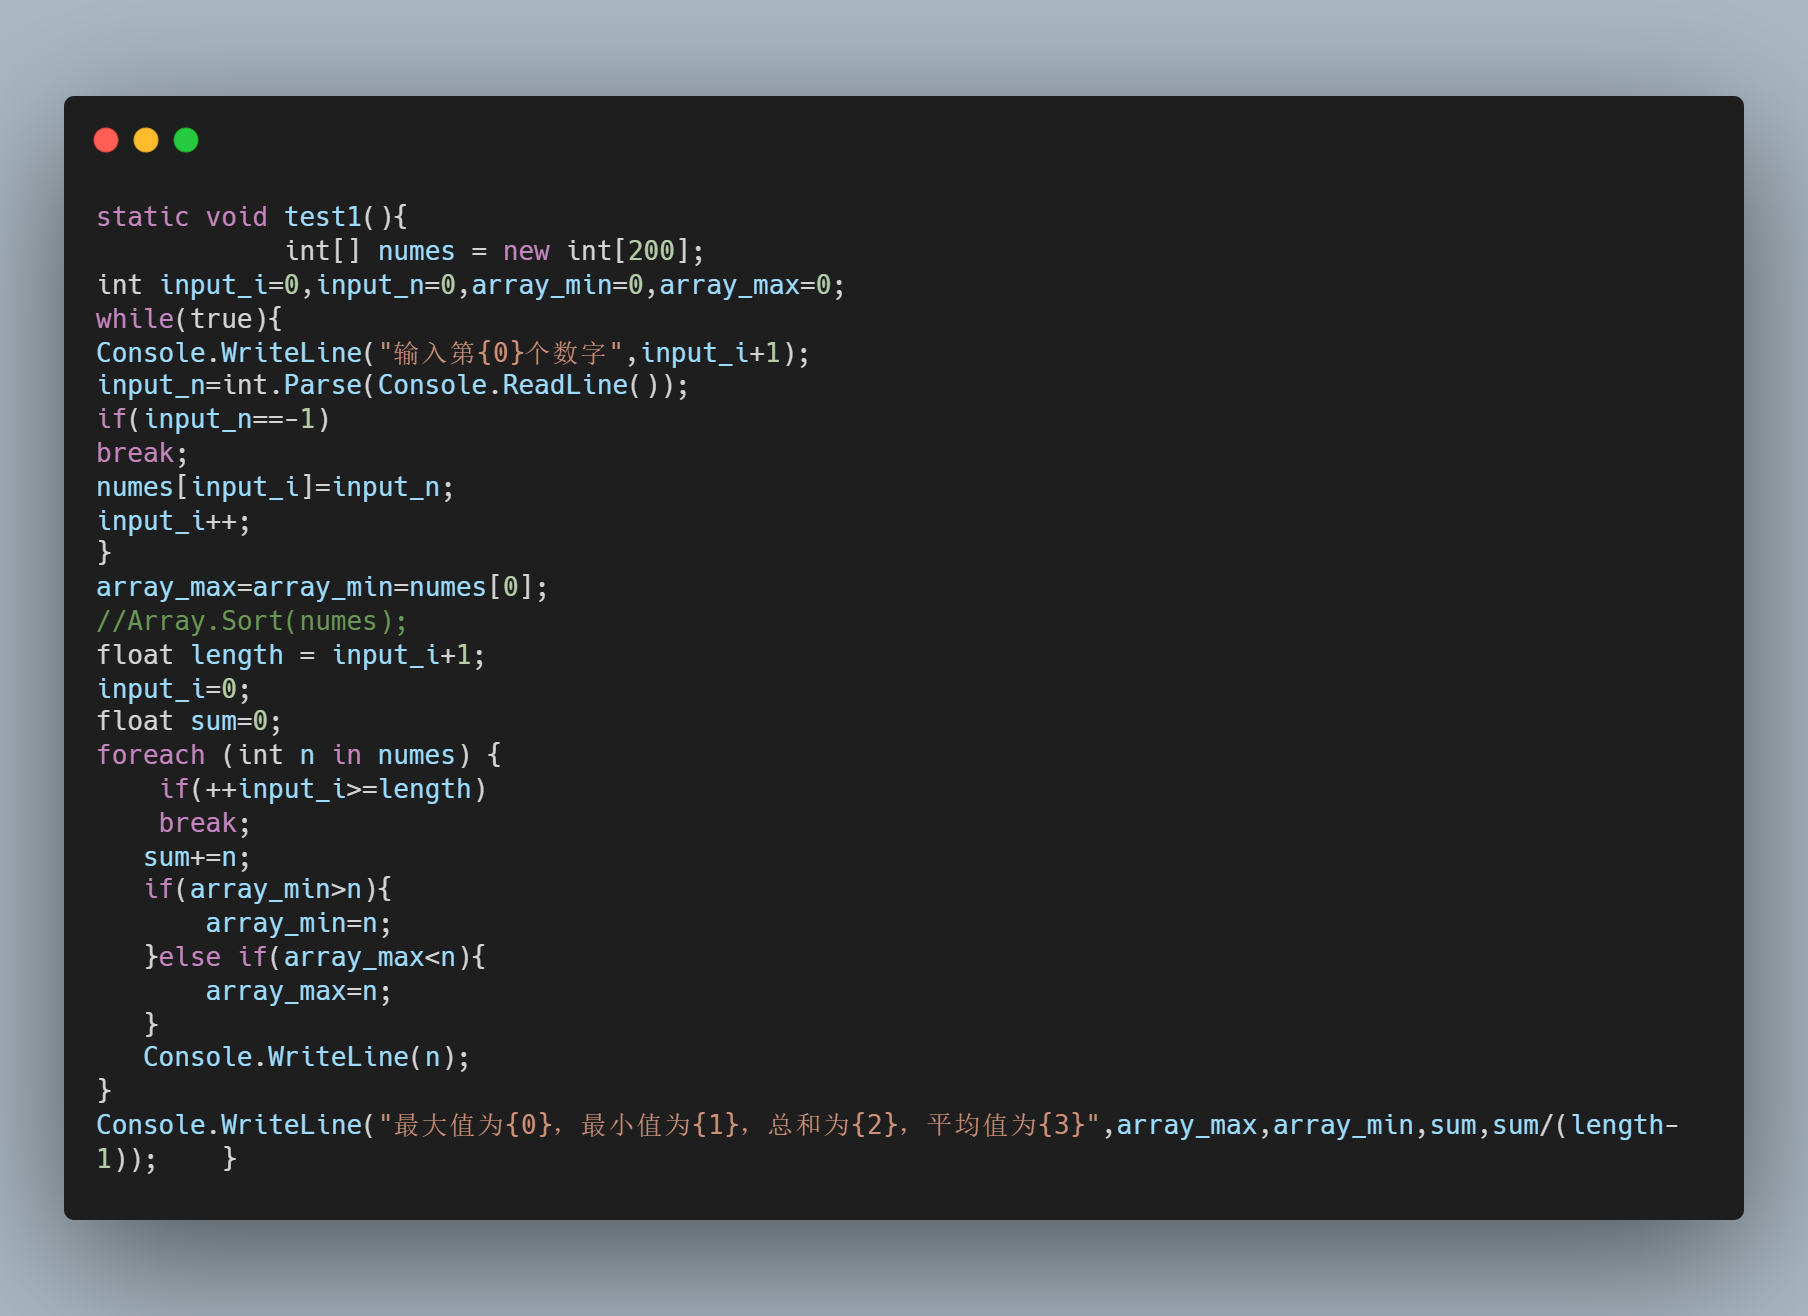 static void test1(){
            int[] numes = new int[200];
int input_i=0,input_n=0,array_min=0,array_max=0;
while(true){
Console.WriteLine("输入第{0}个数字",input_i+1);
input_n=int.Parse(Console.ReadLine());
if(input_n==-1)
break;
numes[input_i]=input_n;
input_i++;
}
array_max=array_min=numes[0];
//Array.Sort(numes);
float length = input_i+1;
input_i=0;
float sum=0;
foreach (int n in numes) {
    if(++input_i>=length)
    break;
   sum+=n;
   if(array_min>n){
       array_min=n;
   }else if(array_max<n){
       array_max=n;
   }
   Console.WriteLine(n);
}
Console.WriteLine("最大值为{0}，最小值为{1}，总和为{2}，平均值为{3}",array_max,array_min,sum,sum/(length-
1));    }